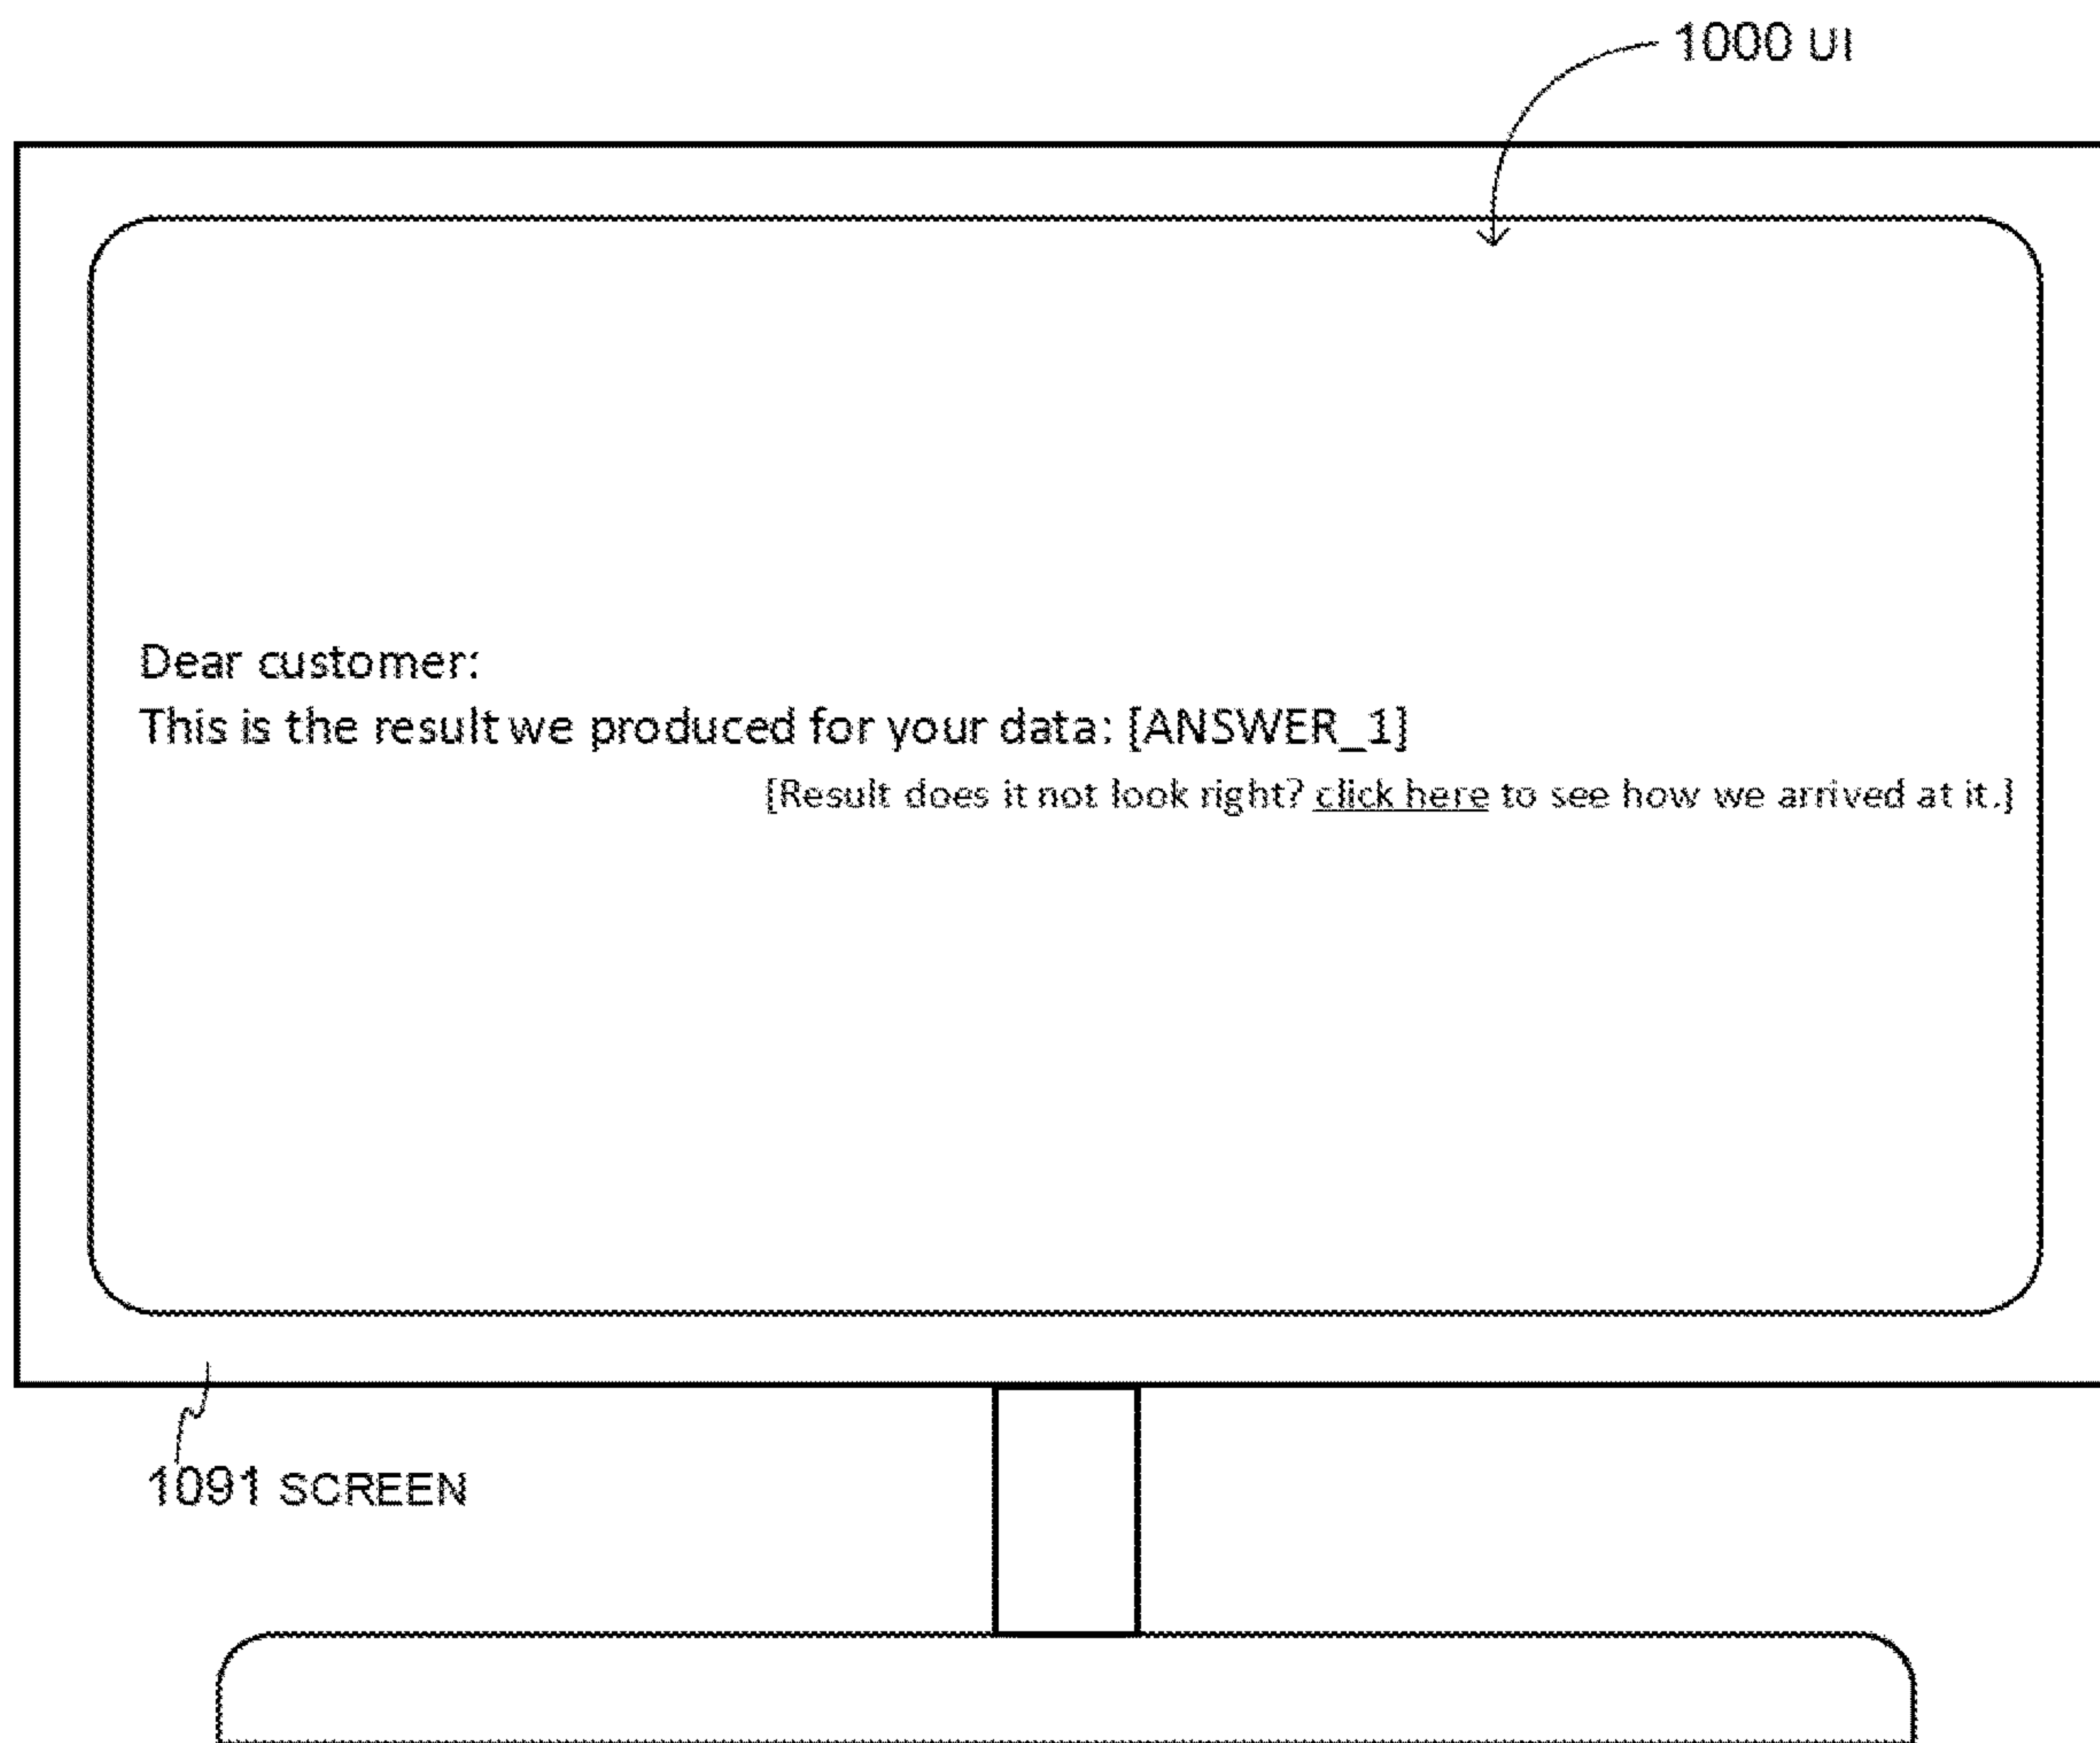 1000 UI
Dear customer:
This is the result we produced for your data: [ANSWER_1]
[Result does it not look right? click here to see how we arrived at it.]
1091 SCREEN